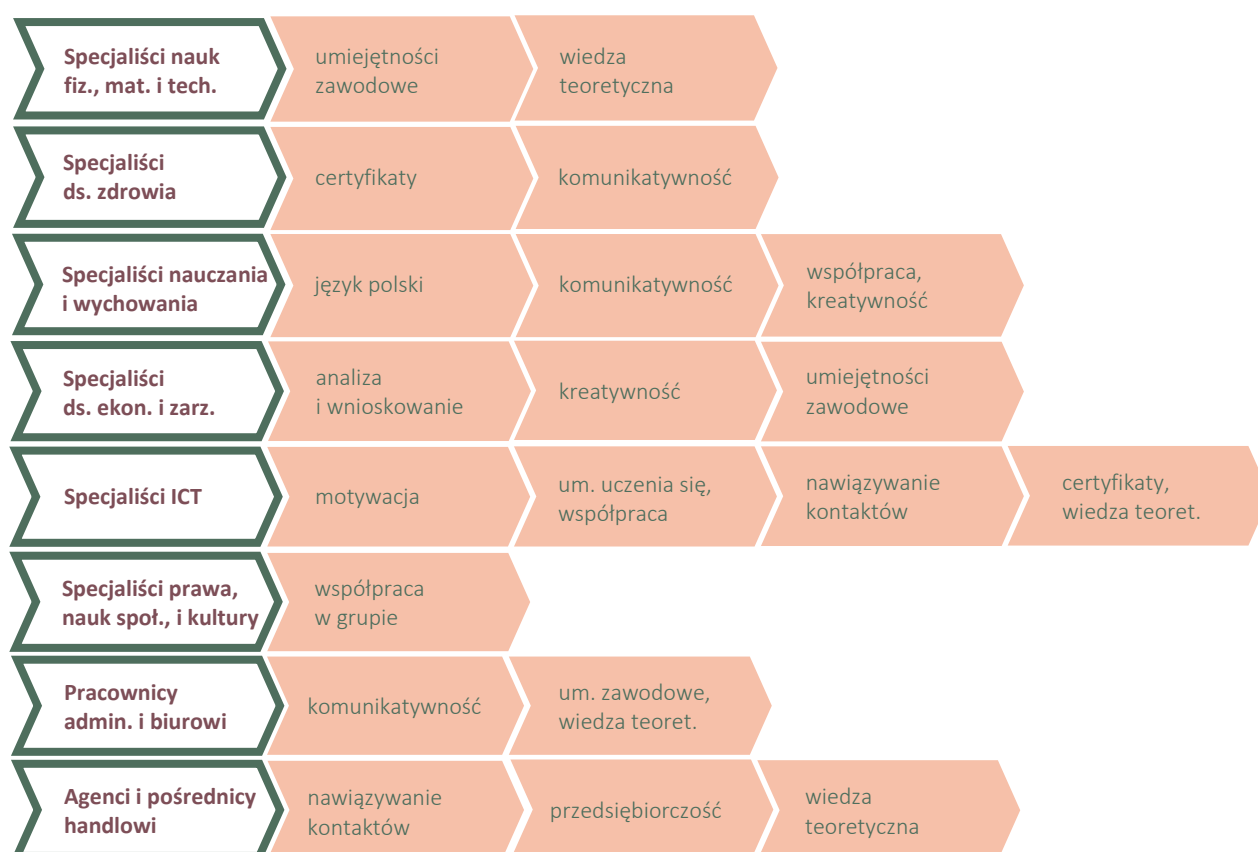 Specjaliści nauk
fiz., mat. i tech.
umiejętności
zawodowe
wiedza
teoretyczna
Specjaliści
ds. zdrowia
certyfikaty
komunikatywność
Specjaliści nauczania
i wychowania
język polski
komunikatywność
współpraca,
kreatywność
Specjaliści
ds. ekon. i zarz.
analiza
i wnioskowanie
kreatywność
umiejętności
zawodowe
Specjaliści ICT
motywacja
um. uczenia się,
współpraca
nawiązywanie
kontaktów
certyfikaty,
wiedza teoret.
Specjaliści prawa,
nauk społ., i kultury
współpraca
w grupie
Pracownicy
admin. i biurowi
komunikatywność
um. zawodowe,
wiedza teoret.
Agenci i pośrednicy
handlowi
nawiązywanie
kontaktów
przedsiębiorczość
wiedza
teoretyczna